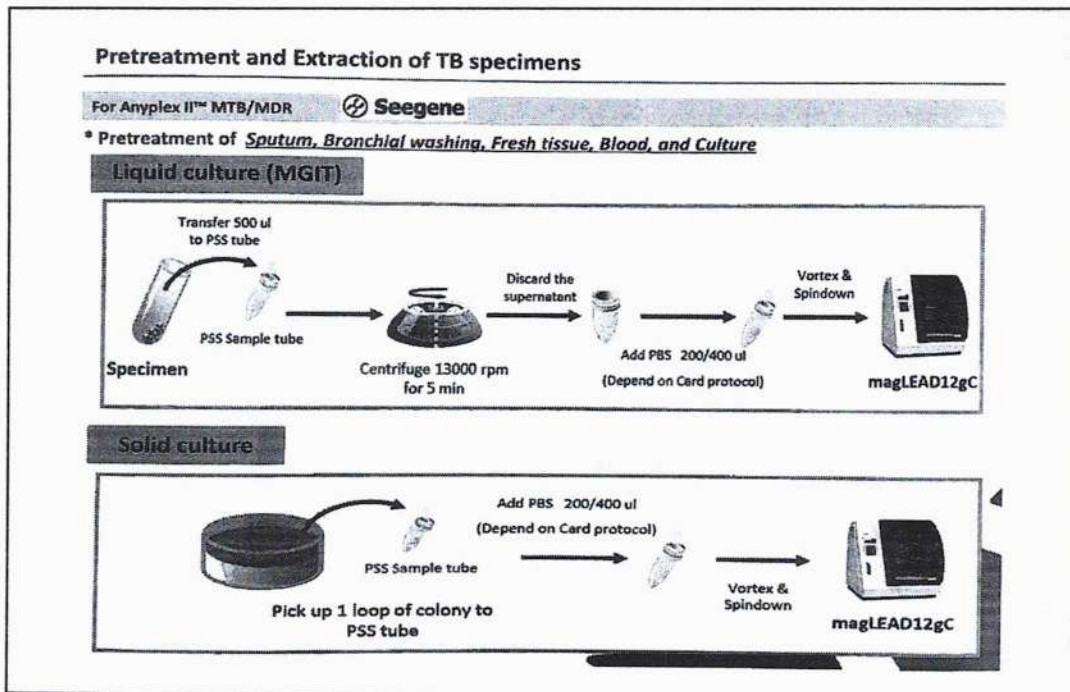 Pretreatment and Extraction of TB specimens
For Anyplex II™ MTB/MDR
Seegene
* Pretreatment of Sputum, Bronchial washing, Fresh tissue, Blood, and Culture
Liquid culture (MGIT)
Transfer 500 ul
to PSS tube
PSS Sample tube
Specimen
Centrifuge 13000 rpm
for 5 min
Discard the
supernatant
Add PBS 200/400 ul
(Depend on Card protocol)
Vortex &
Spindown
magLEAD12gC
Solid culture
Pick up 1 loop of colony to
PSS tube
PSS Sample tube
Add PBS 200/400 ul
(Depend on Card protocol)
Vortex &
Spindown
magLEAD12gC